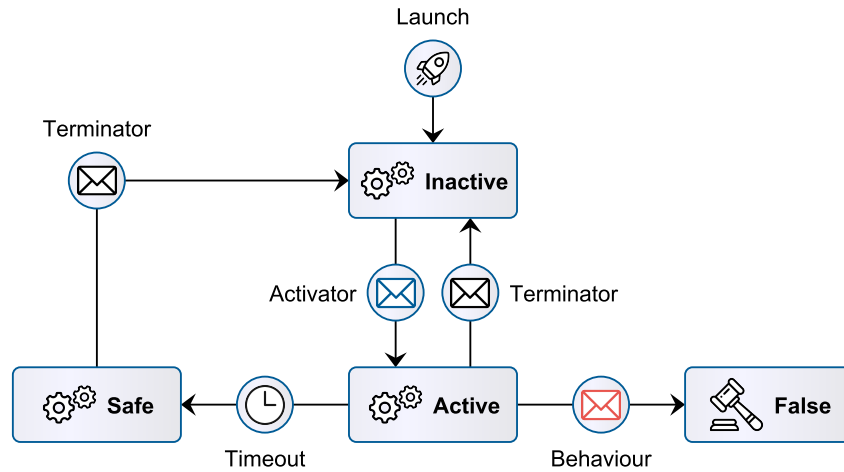 Launch
Terminator
Inactive
Activator
Terminator
Safe
Active
False
Timeout
Behaviour